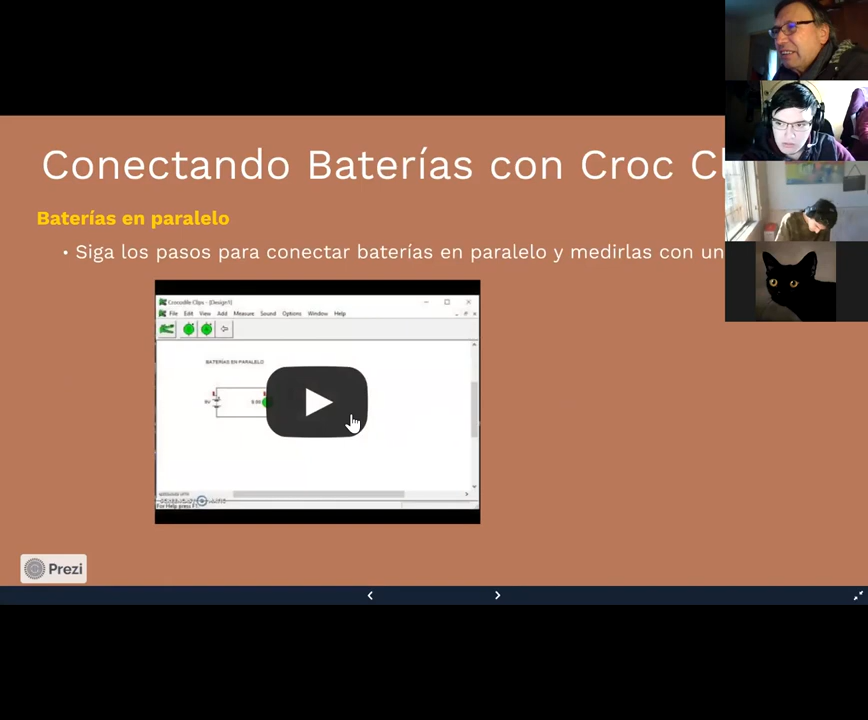 Conectando Baterías con Croc Cl
Baterías en paralelo
• Siga los pasos para conectar baterías en paralelo y medirlas con un
Crocodile Clips - [Design1]
File Edit View Add Measure Sound Options Window Help
BATERÍAS EN PARALELO
For Help press F1
Prezi